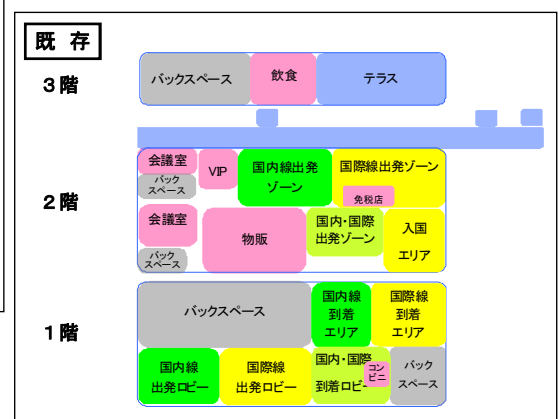 既 存
3階
バックスペース
飲食
テラス
2階
会議室
バック
スペース
VIP
国内線出発
ゾーン
国際線出発ゾーン
免税店
会議室
バック
スペース
物販
国内・国際
出発ゾーン
入国
エリア
1階
バックスペース
国内線
到着
エリア
国際線
到着
エリア
国内線
出発ロビー
国際線
出発ロビー
国内・国際
到着ロビー
コン
ビニ
バック
スペース